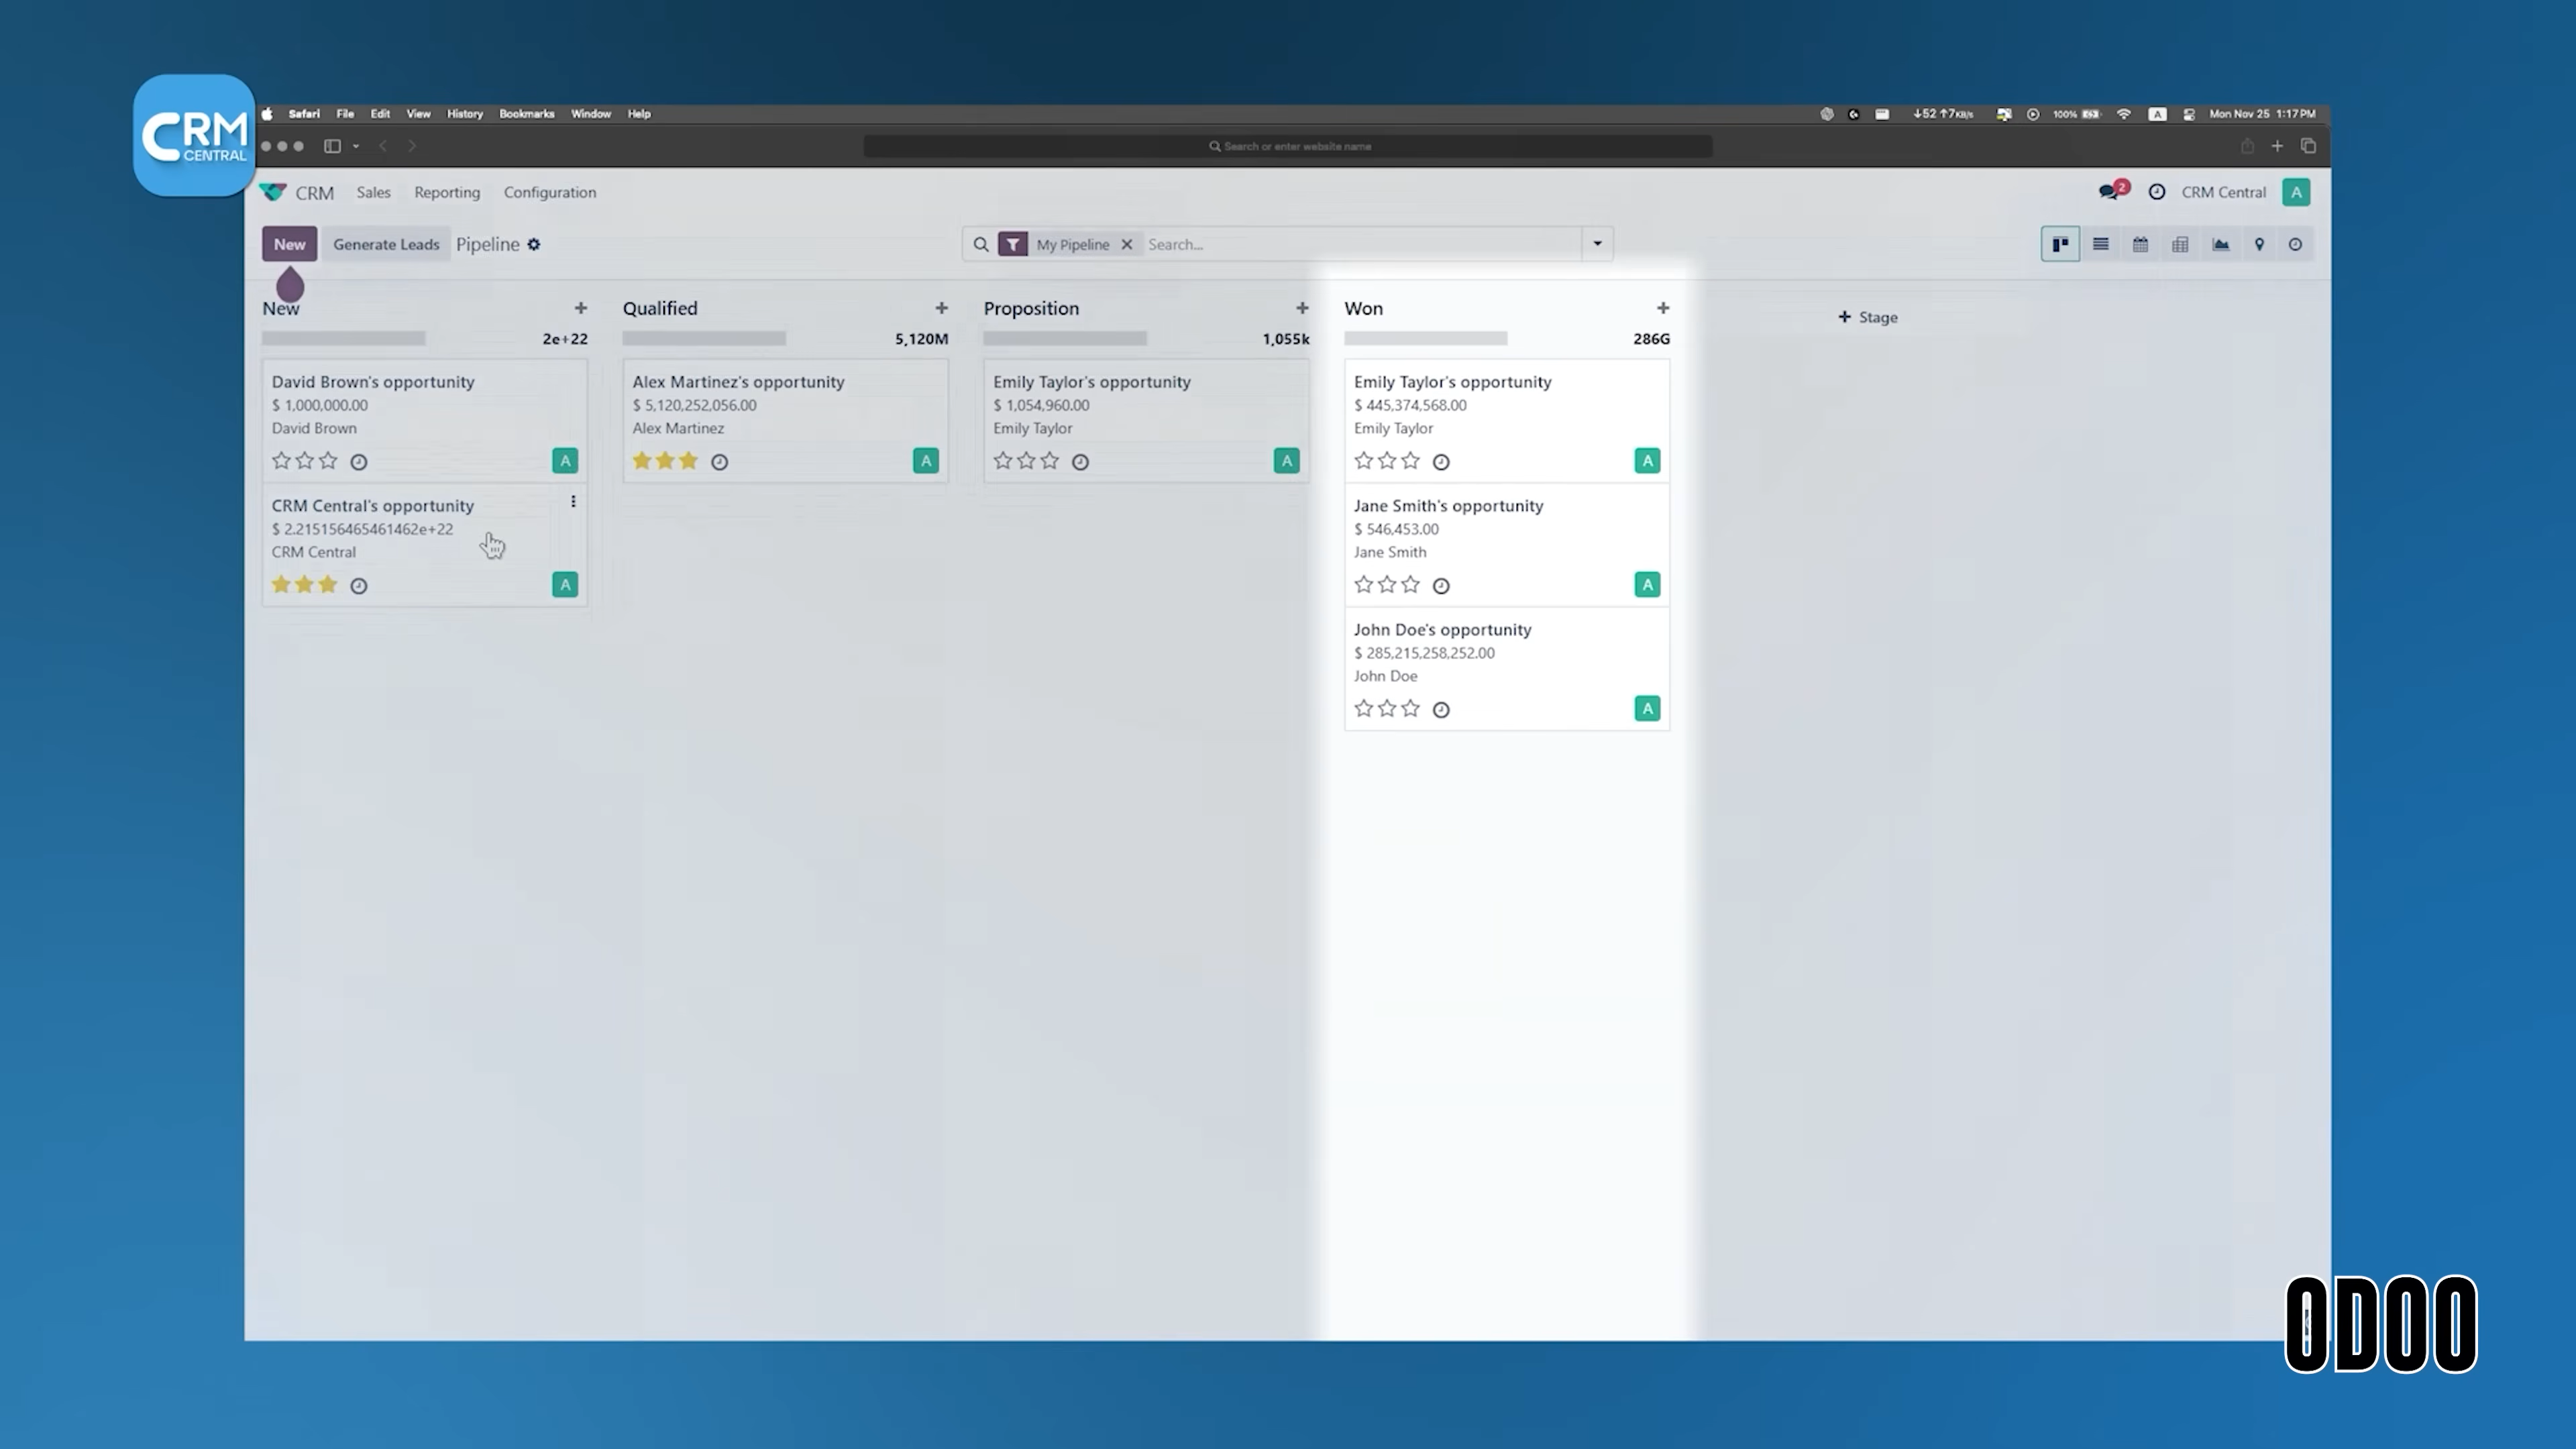 CRM
CENTRAL
Safari File Edit View History Bookmarks Window Help
↓52 ↑7KB/s 100% A Mon Nov 25 1:17 PM
Search or enter website name
CRM Sales Reporting Configuration
2 CRM Central A
New Generate Leads Pipeline
My Pipeline Search...
New
2e+22
David Brown's opportunity
$ 1,000,000.00
David Brown
A
CRM Central's opportunity
$ 2.215156465461462e+22
CRM Central
A
Qualified
5,120M
Alex Martinez's opportunity
$ 5,120,252,056.00
Alex Martinez
A
Proposition
1,055k
Emily Taylor's opportunity
$ 1,054,960.00
Emily Taylor
A
Won
286G
Emily Taylor's opportunity
$ 445,374,568.00
Emily Taylor
A
Jane Smith's opportunity
$ 546,453.00
Jane Smith
A
John Doe's opportunity
$ 285,215,258,252.00
John Doe
A
+ Stage
ODOO